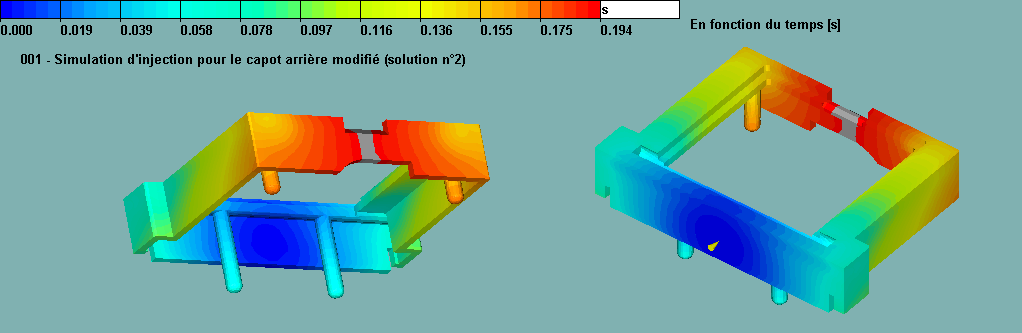 s
0.000 0.019 0.039 0.058 0.078 0.097 0.116 0.136 0.155 0.175 0.194
En fonction du temps [s]
001 - Simulation d'injection pour le capot arrière modifié (solution n°2)